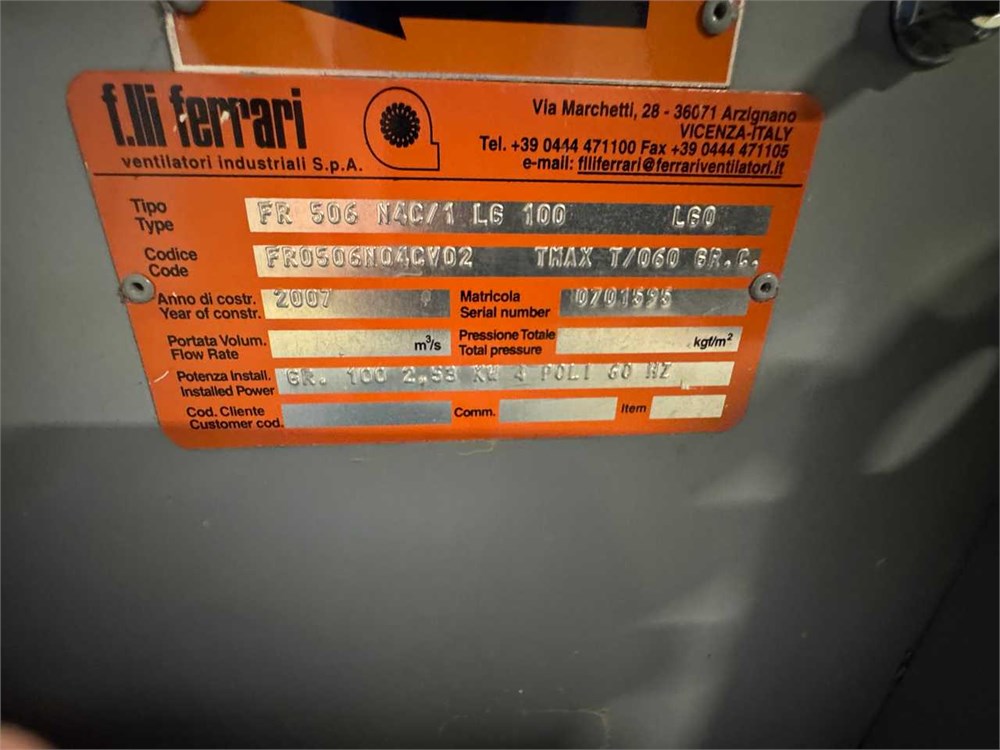 f.lli ferrari
ventilatori industriali S.p.A.
Via Marchetti, 28 - 36071 Arzignano
VICENZA-ITALY
Tel. +39 0444 471100 Fax +39 0444 471105
e-mail: flliferrari@ferrariventilatori.it
Tipo
Type
FR 506 N4C/1 LG 100 LG0
Codice
Code
FR0506N04CV02 TMAX T/060 GR.C.
Anno di costr.
Year of constr.
2007
Matricola
Serial number
0701595
Portata Volum.
Flow Rate
m³/s
Pressione Totale
Total pressure
kgf/m²
Potenza Install.
Installed Power
GR. 100 2,53 KW 4 POLI 60 HZ
Cod. Cliente
Customer cod.
Comm.
Item